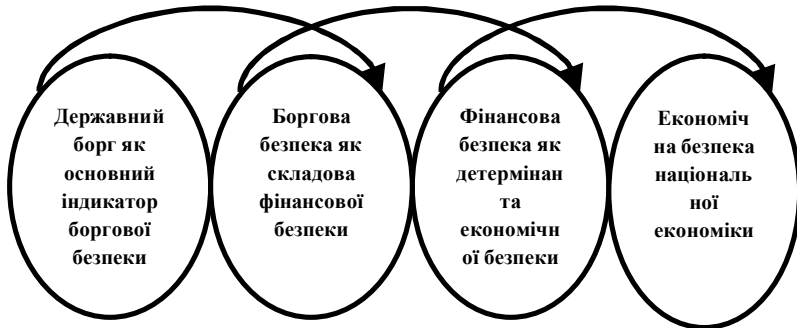 Державний
борг як
основний
індикатор
боргової
безпеки
Боргова
безпека як
складова
фінансової
безпеки
Фінансова
безпека як
детермінан
та
економічн
ої безпеки
Економіч
на безпека
національ
ної
економіки